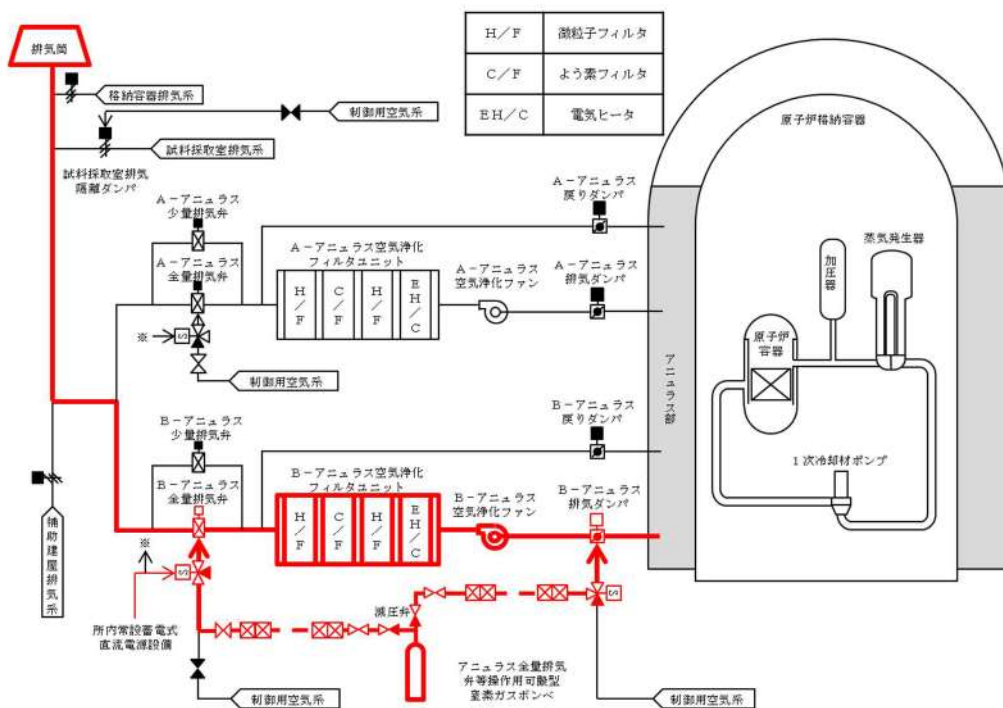 排気筒
格納容器排気系
制御用空気系
試料採取室排気系
試料採取室排気
隔離ダンパ
H/F
微粒子フィルタ
C/F
よう素フィルタ
EH/C
電気ヒータ
原子炉格納容器
A-アニュラス
少量排気弁
A-アニュラス
戻りダンパ
A-アニュラス
全量排気弁
A-アニュラス空気浄化
フィルタユニット
H/F
C/F
H/F
EH/C
A-アニュラス
空気浄化ファン
A-アニュラス
排気ダンパ
※
S
制御用空気系
蒸気発生器
加圧器
原子炉
容器
1次冷却材ポンプ
アニュラス部
B-アニュラス
少量排気弁
B-アニュラス
戻りダンパ
B-アニュラス
全量排気弁
B-アニュラス空気浄化
フィルタユニット
H/F
C/F
H/F
EH/C
B-アニュラス
空気浄化ファン
B-アニュラス
排気ダンパ
補助建屋排気系
※
S
S
減圧弁
所内常設蓄電式
直流電源設備
アニュラス全量排気
弁等操作用可搬型
窒素ガスボンベ
制御用空気系
制御用空気系